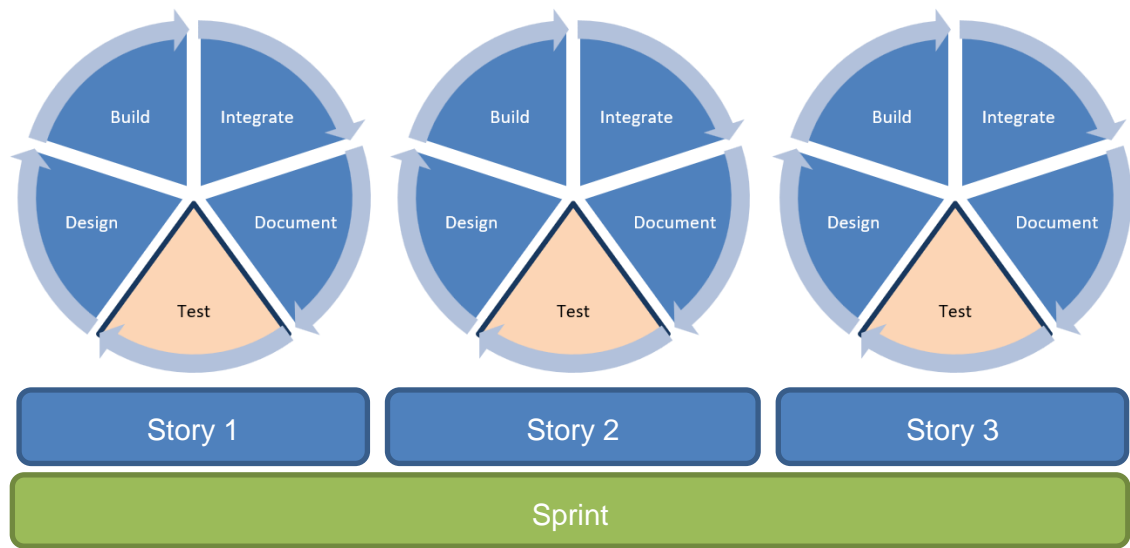 Build
Integrate
Design
Document
Test
Build
Integrate
Design
Document
Test
Build
Integrate
Design
Document
Test
Story 1
Story 2
Story 3
Sprint